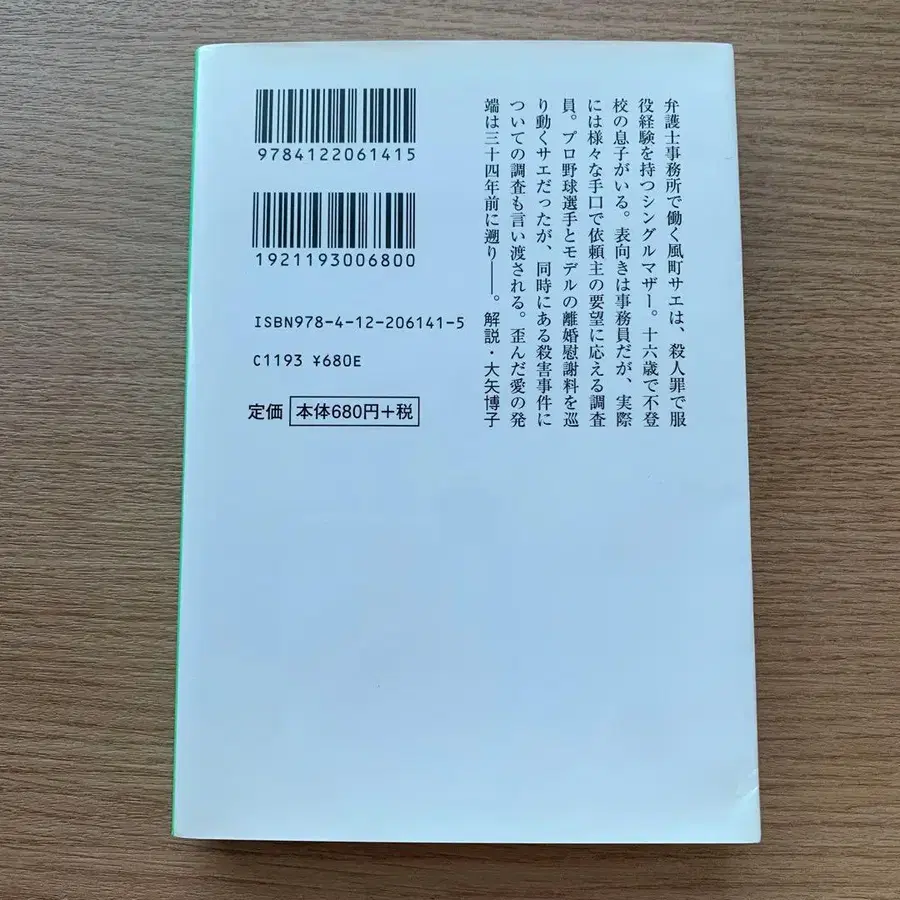 弁護士事務所で働く風町サエは、殺人罪で服
役経験を持つシングルマザー。十六歳で不登
校の息子がいる。表向きは事務員だが、実際
には様々な手口で依頼主の要望に応える調査
員。プロ野球選手とモデルの離婚慰謝料を巡
り動くサエだったが、同時にある殺害事件に
ついての調査も言い渡される。歪んだ愛の発
端は三十四年前に遡り――。解説・大矢博子
9784122061415
1921193006800
ISBN978-4-12-206141-5
C1193 ¥680E
定価 本体680円+税